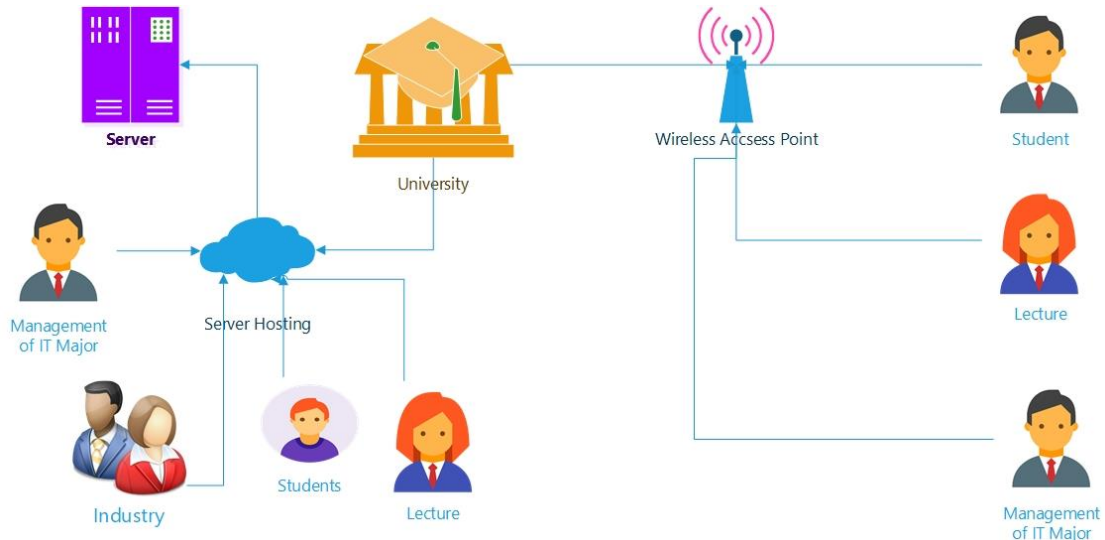 Server
University
Wireless Accsess Point
Student
Management
of IT Major
Server Hosting
Lecture
Industry
Students
Lecture
Management
of IT Major